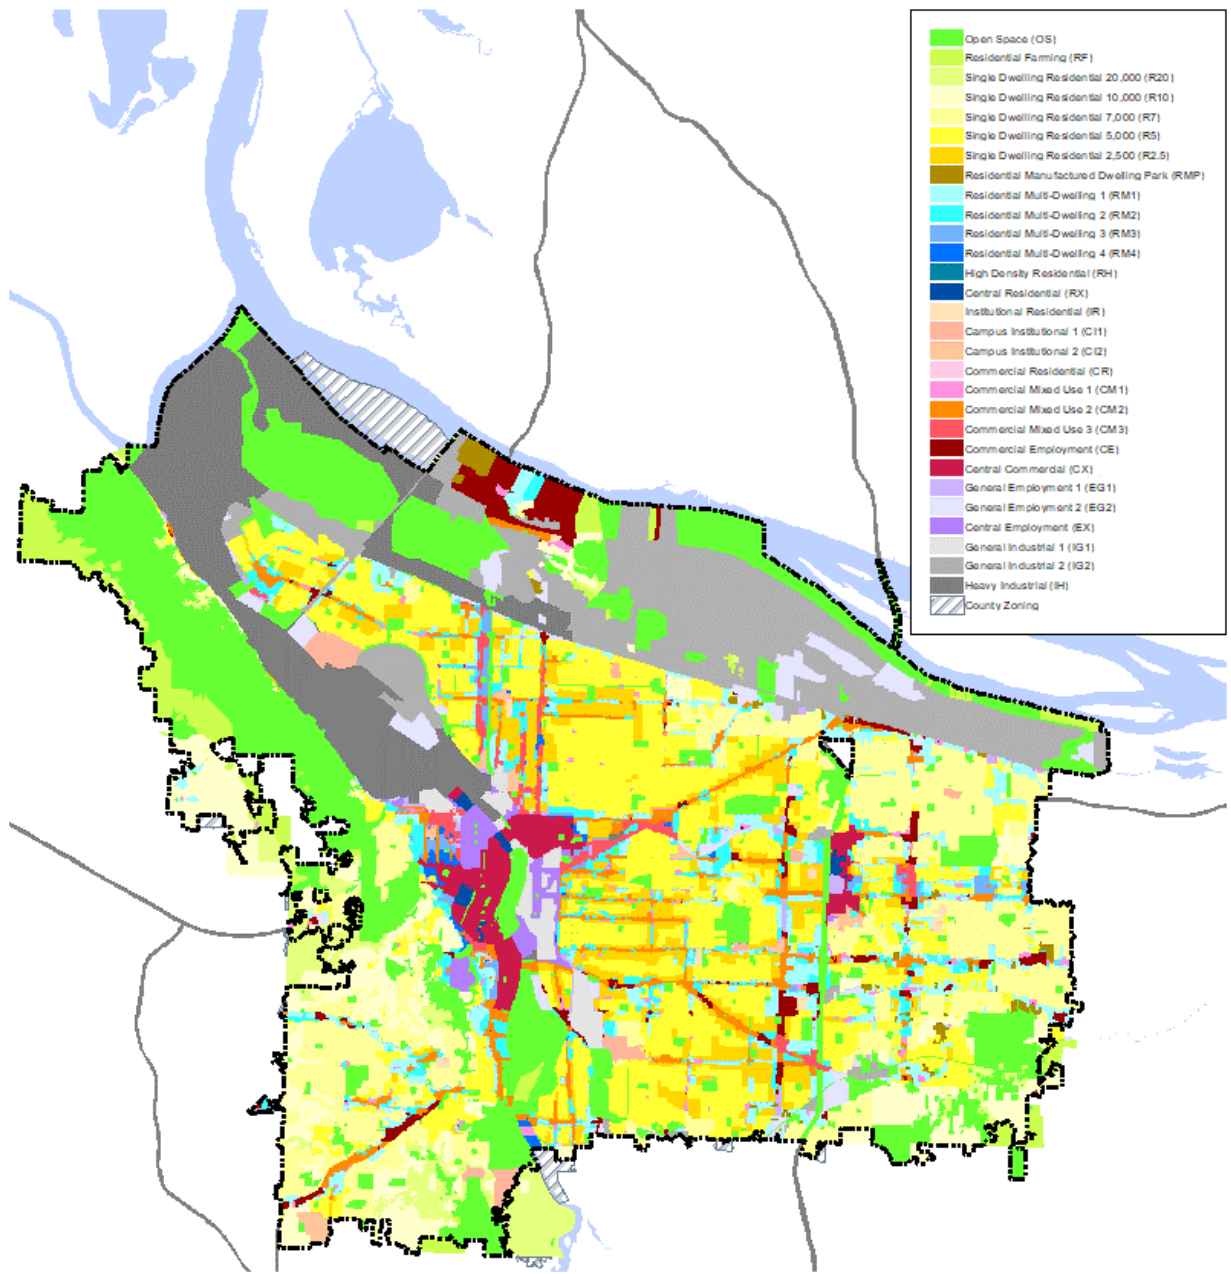 Open Space (OS)
Residential Farming (RF)
Single Dwelling Residential 20,000 (R20)
Single Dwelling Residential 10,000 (R10)
Single Dwelling Residential 7,000 (R7)
Single Dwelling Residential 5,000 (R5)
Single Dwelling Residential 2,500 (R2.5)
Residential Manufactured Dwelling Park (RMP)
Residential Multi-Dwelling 1 (RM1)
Residential Multi-Dwelling 2 (RM2)
Residential Multi-Dwelling 3 (RM3)
Residential Multi-Dwelling 4 (RM4)
High Density Residential (RH)
Central Residential (RX)
Institutional Residential (IR)
Campus Institutional 1 (CI1)
Campus Institutional 2 (CI2)
Commercial Residential (CR)
Commercial Mixed Use 1 (CM1)
Commercial Mixed Use 2 (CM2)
Commercial Mixed Use 3 (CM3)
Commercial Employment (CE)
Central Commercial (CX)
General Employment 1 (EG1)
General Employment 2 (EG2)
Central Employment (EX)
General Industrial 1 (IG1)
General Industrial 2 (IG2)
Heavy Industrial (IH)
County Zoning